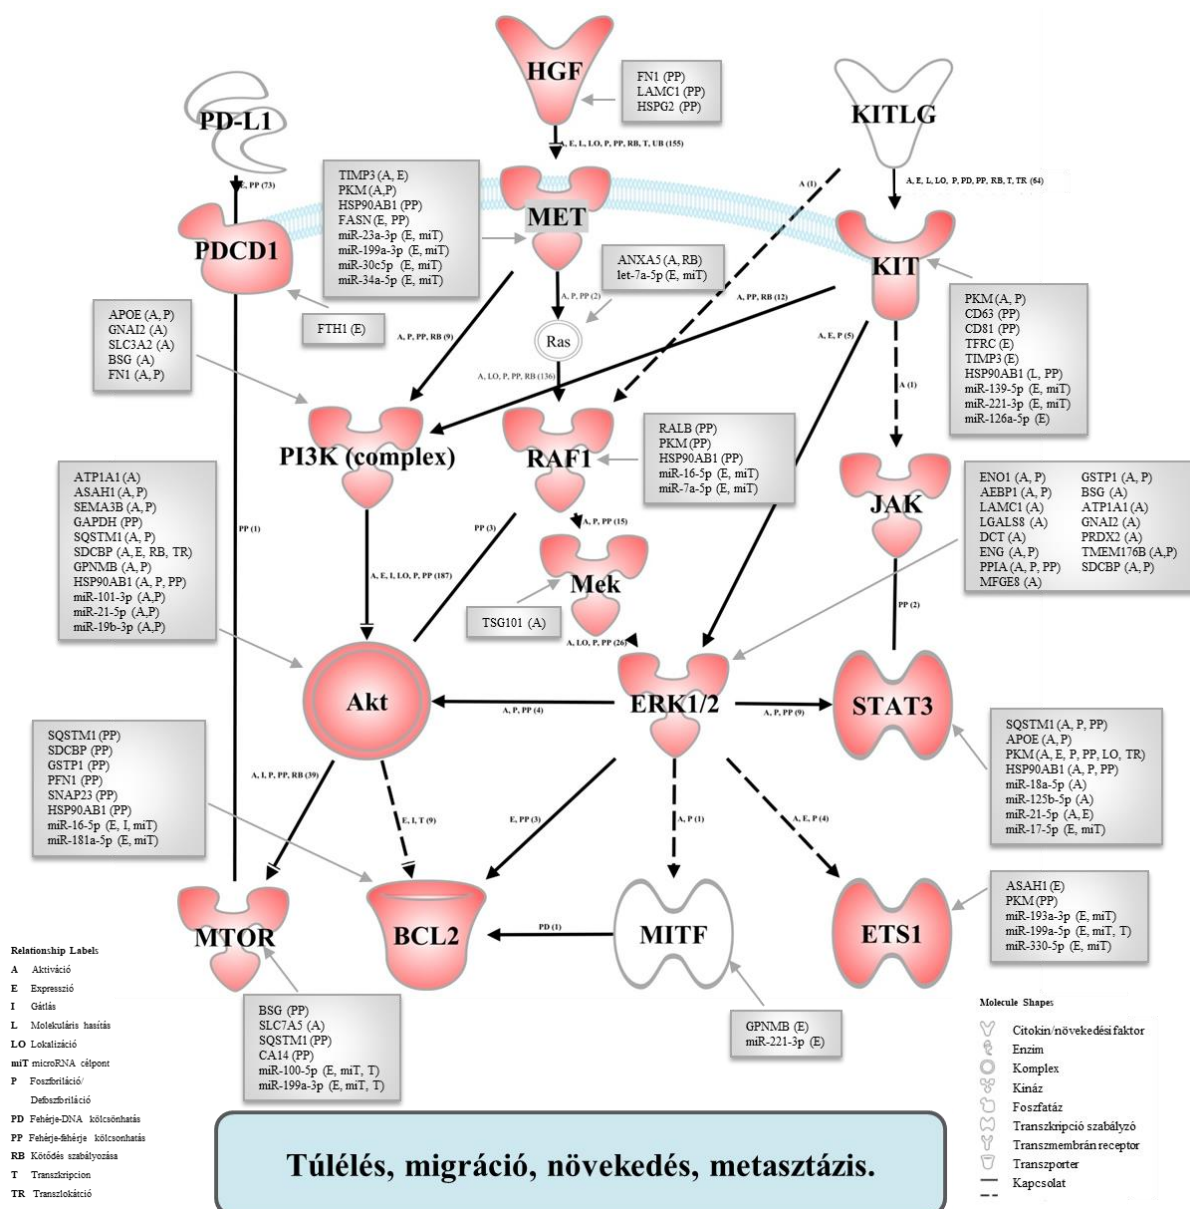 HGF
FN1 (PP)
LAMC1 (PP)
HSPG2 (PP)
PD-L1
KITLG
A, E, L, LO, P, PP, RB, T, UB (155)
E, PP (73)
A (1)
A, E, L, LO, P, PD, PP, RB, T, TR (64)
TIMP3 (A, E)
PKM (A,P)
HSP90AB1 (PP)
FASN (E, PP)
miR-23a-3p (E, miT)
miR-199a-3p (E, miT)
miR-30c5p (E, miT)
miR-34a-5p (E, miT)
MET
PDCD1
KIT
ANXA5 (A, RB)
let-7a-5p (E, miT)
FTH1 (E)
A, P, PP (2)
A, PP, RB (12)
PKM (A, P)
CD63 (PP)
CD81 (PP)
TFRC (E)
TIMP3 (E)
HSP90AB1 (L, PP)
miR-139-5p (E, miT)
miR-221-3p (E, miT)
miR-126a-5p (E)
APOE (A, P)
GNAI2 (A)
SLC3A2 (A)
BSG (A)
FN1 (A, P)
Ras
A, P, PP, RB (9)
A, E, P (5)
A, LO, P, PP, RB (136)
A (1)
PI3K (complex)
RAF1
RALB (PP)
PKM (PP)
HSP90AB1 (PP)
miR-16-5p (E, miT)
miR-7a-5p (E, miT)
JAK
ATP1A1 (A)
ASAH1 (A, P)
SEMA3B (A, P)
GAPDH (PP)
SQSTM1 (A, P)
SDCBP (A, E, RB, TR)
GPNMB (A, P)
HSP90AB1 (A, P, PP)
miR-101-3p (A,P)
miR-21-5p (A,P)
miR-19b-3p (A,P)
ENO1 (A, P)
AEBP1 (A, P)
LAMC1 (A)
LGALS8 (A)
DCT (A)
ENG (A, P)
PPIA (A, P, PP)
MFGE8 (A)
GSTP1 (A, P)
BSG (A)
ATP1A1 (A)
GNAI2 (A)
PRDX2 (A)
TMEM176B (A,P)
SDCBP (A, P)
PP (1)
PP (3)
A, P, PP (15)
A, E, I, LO, P, PP (187)
Mek
TSG101 (A)
PP (2)
A, LO, P, PP (26)
Akt
ERK1/2
STAT3
A, P, PP (4)
A, P, PP (9)
SQSTM1 (PP)
SDCBP (PP)
GSTP1 (PP)
PFN1 (PP)
SNAP23 (PP)
HSP90AB1 (PP)
miR-16-5p (E, I, miT)
miR-181a-5p (E, miT)
SQSTM1 (A, P, PP)
APOE (A, P)
PKM (A, E, P, PP, LO, TR)
HSP90AB1 (A, P, PP)
miR-18a-5p (A)
miR-125b-5p (A)
miR-21-5p (A, E)
miR-17-5p (E, miT)
A, I, P, PP, RB (39)
E, I, T (9)
E, PP (3)
A, P (1)
A, E, P (4)
MTOR
BCL2
PD (1)
MITF
ETS1
ASAH1 (E)
PKM (PP)
miR-193a-3p (E, miT)
miR-199a-5p (E, miT, T)
miR-330-5p (E, miT)
BSG (PP)
SLC7A5 (A)
SQSTM1 (PP)
CA14 (PP)
miR-100-5p (E, miT, T)
miR-199a-3p (E, miT, T)
GPNMB (E)
miR-221-3p (E)
Relationship Labels
A Aktiváció
E Expresszió
I Gátlás
L Molekuláris hasítás
LO Lokalizáció
miT microRNA célpont
P Foszforiláció/
Defoszforiláció
PD Fehérje-DNA kölcsönhatás
PP Fehérje-fehérje kölcsonhatás
RB Kötődés szabályozása
T Transzkripcion
TR Transzlokátció
Molecule Shapes
Citokin/növekedési faktor
Enzim
Komplex
Kináz
Foszfatáz
Transzkripció szabályzó
Transzmembrán receptor
Transzporter
Kapcsolat
Túlélés, migráció, növekedés, metasztázis.